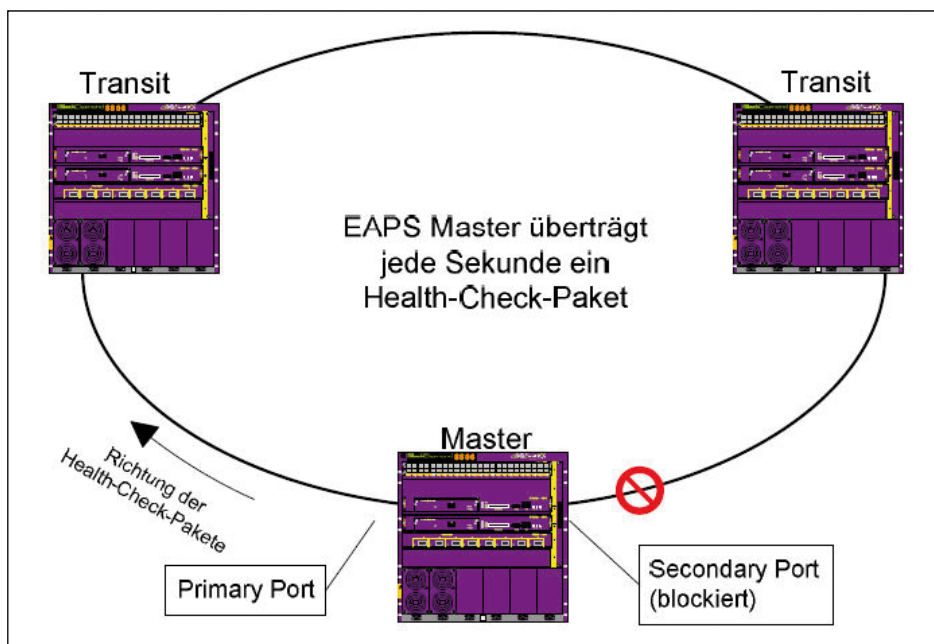 Transit
Transit
EAPS Master überträgt
jede Sekunde ein
Health-Check-Paket
Master
Richtung der
Health-Check-Pakete
Primary Port
Secondary Port
(blockiert)